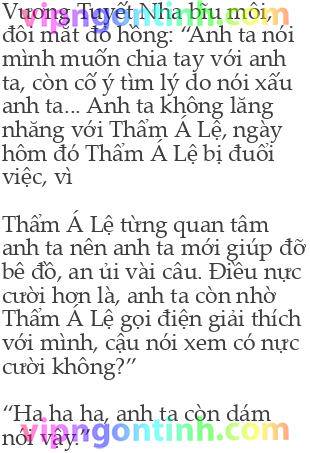 Vương Tuyết Nha bĩu môi,
đôi mắt đỏ hồng: “Anh ta nói
mình muốn chia tay với anh
ta, còn cố ý tìm lý do nói xấu
anh ta... Anh ta không lăng
nhăng với Thẩm Á Lệ, ngày
hôm đó Thẩm Á Lệ bị đuổi
việc, vì
Thẩm Á Lệ từng quan tâm
anh ta nên anh ta mới giúp đỡ
bê đồ, an ủi vài câu. Điều nực
cười hơn là, anh ta còn nhờ
Thẩm Á Lệ gọi điện giải thích
với mình, cậu nói xem có nực
cười không?”
“Ha ha ha, anh ta còn dám
nói vậy.”
vipngontinh.com
vipngontinh.com